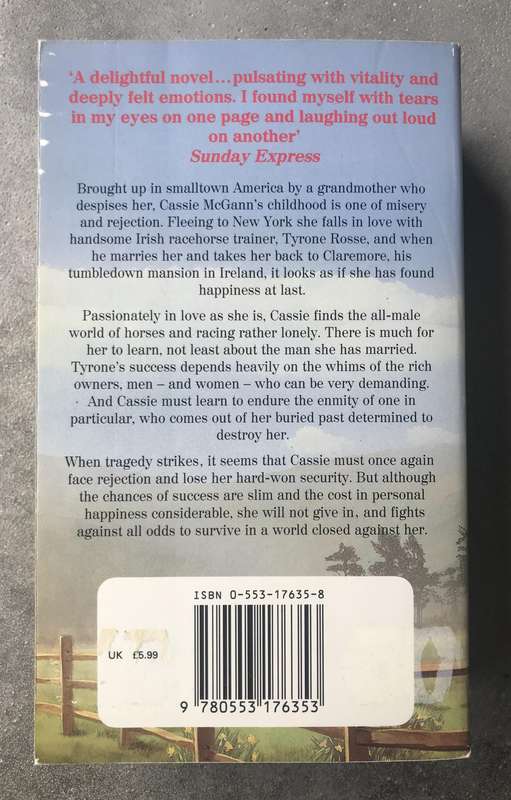 'A delightful novel...pulsating with vitality and
deeply felt emotions. I found myself with tears
in my eyes on one page and laughing out loud
on another'
Sunday Express
Brought up in smalltown America by a grandmother who
despises her, Cassie McGann's childhood is one of misery
and rejection. Fleeing to New York she falls in love with
handsome Irish racehorse trainer, Tyrone Rosse, and when
he marries her and takes her back to Claremore, his
tumbledown mansion in Ireland, it looks as if she has found
happiness at last.
Passionately in love as she is, Cassie finds the all-male
world of horses and racing rather lonely. There is much for
her to learn, not least about the man she has married.
Tyrone's success depends heavily on the whims of the rich
owners, men – and women – who can be very demanding.
And Cassie must learn to endure the enmity of one in
particular, who comes out of her buried past determined to
destroy her.
When tragedy strikes, it seems that Cassie must once again
face rejection and lose her hard-won security. But although
the chances of success are slim and the cost in personal
happiness considerable, she will not give in, and fights
against all odds to survive in a world closed against her.
ISBN 0-553-17635-8
UK £5.99
9 780553 176353